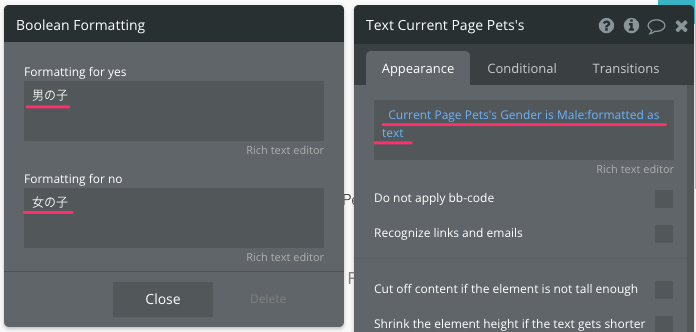 Boolean Formatting
Formatting for yes
男の子
Rich text editor
Formatting for no
女の子
Rich text editor
Close
Delete
Text Current Page Pets's
Appearance
Conditional
Transitions
Current Page Pets's Gender is Male:formatted as
text
Rich text editor
Do not apply bb-code
Recognize links and emails
Cut off content if the element is not tall enough
Shrink the element height if the text gets shorter